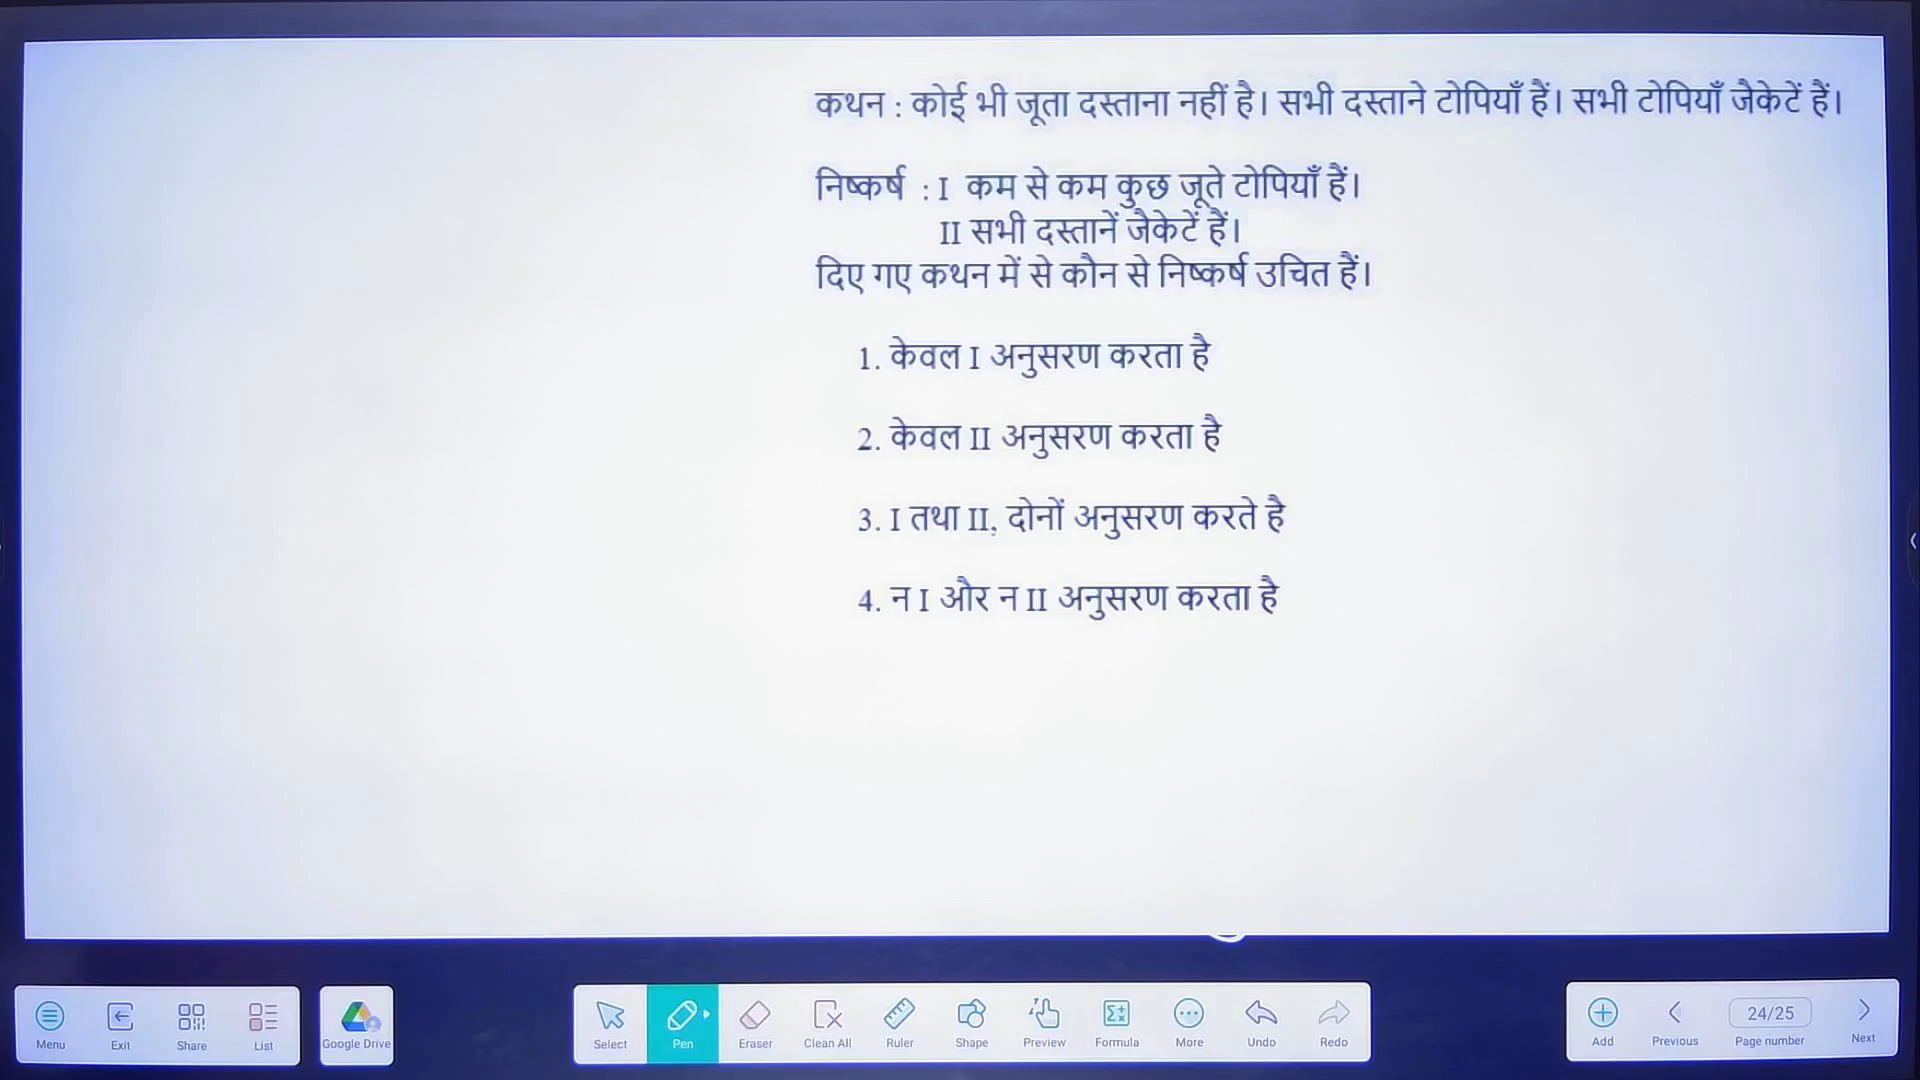 कथन : कोई भी जूता दस्ताना नहीं है। सभी दस्ताने टोपियाँ हैं। सभी टोपियाँ जैकेटें हैं।
निष्कर्ष : I कम से कम कुछ जूते टोपियाँ हैं।
II सभी दस्तानें जैकेटें हैं।
दिए गए कथन में से कौन से निष्कर्ष उचित हैं।
1. केवल I अनुसरण करता है
2. केवल II अनुसरण करता है
3. I तथा II, दोनों अनुसरण करते है
4. न I और न II अनुसरण करता है
Menu Exit Share List Google Drive Select Pen Eraser Clean All Ruler Shape Preview Formula More Undo Redo Add Previous 24/25 Page number Next